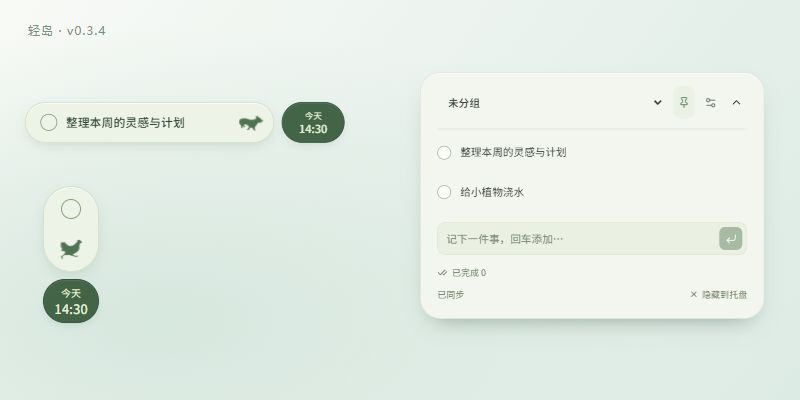 轻岛 · v0.3.4
整理本周的灵感与计划
今天
14:30
今天
14:30
未分组
整理本周的灵感与计划
给小植物浇水
记下一件事，回车添加…
已完成 0
已同步
隐藏到托盘